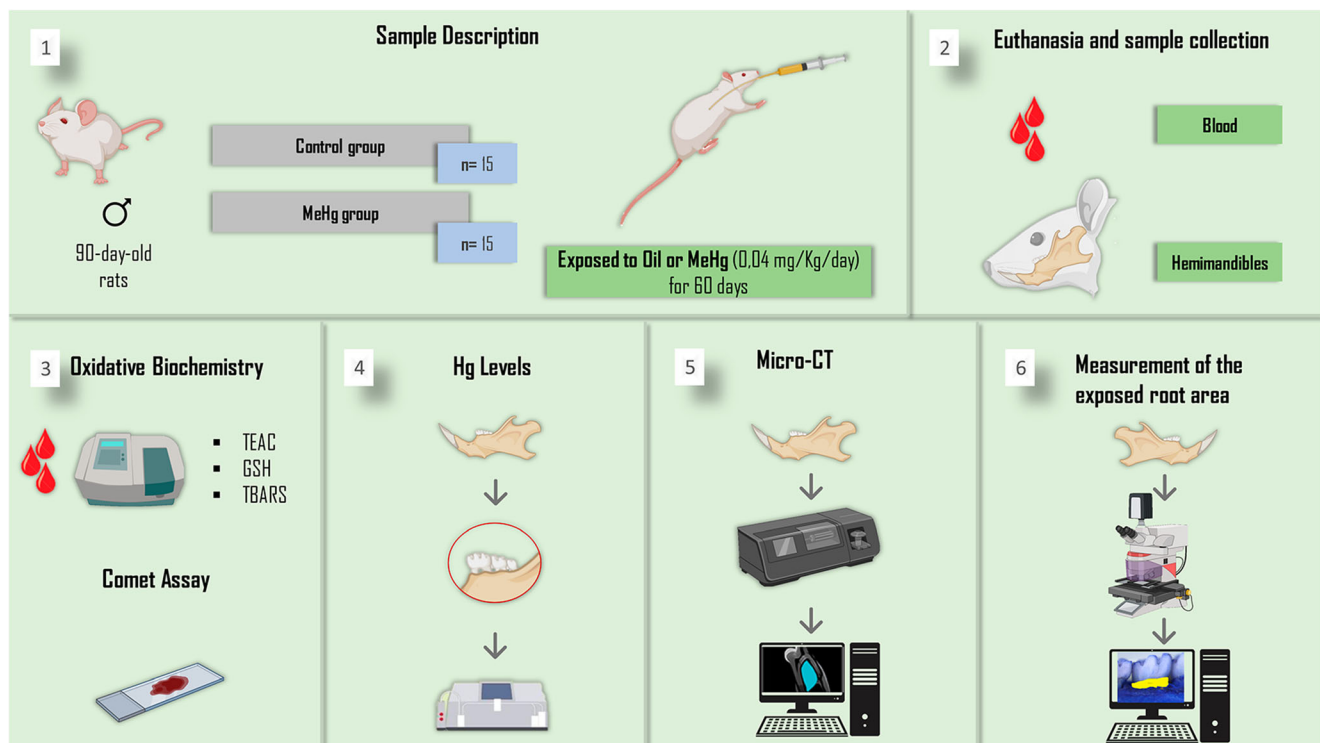 1
Sample Description
Control group
n= 15
MeHg group
n= 15
90-day-old
rats
Exposed to Oil or MeHg (0,04 mg/Kg/day)
for 60 days
2
Euthanasia and sample collection
Blood
Hemimandibles
3
Oxidative Biochemistry
▪ TEAC
▪ GSH
▪ TBARS
Comet Assay
4
Hg Levels
5
Micro-CT
6
Measurement of the
exposed root area